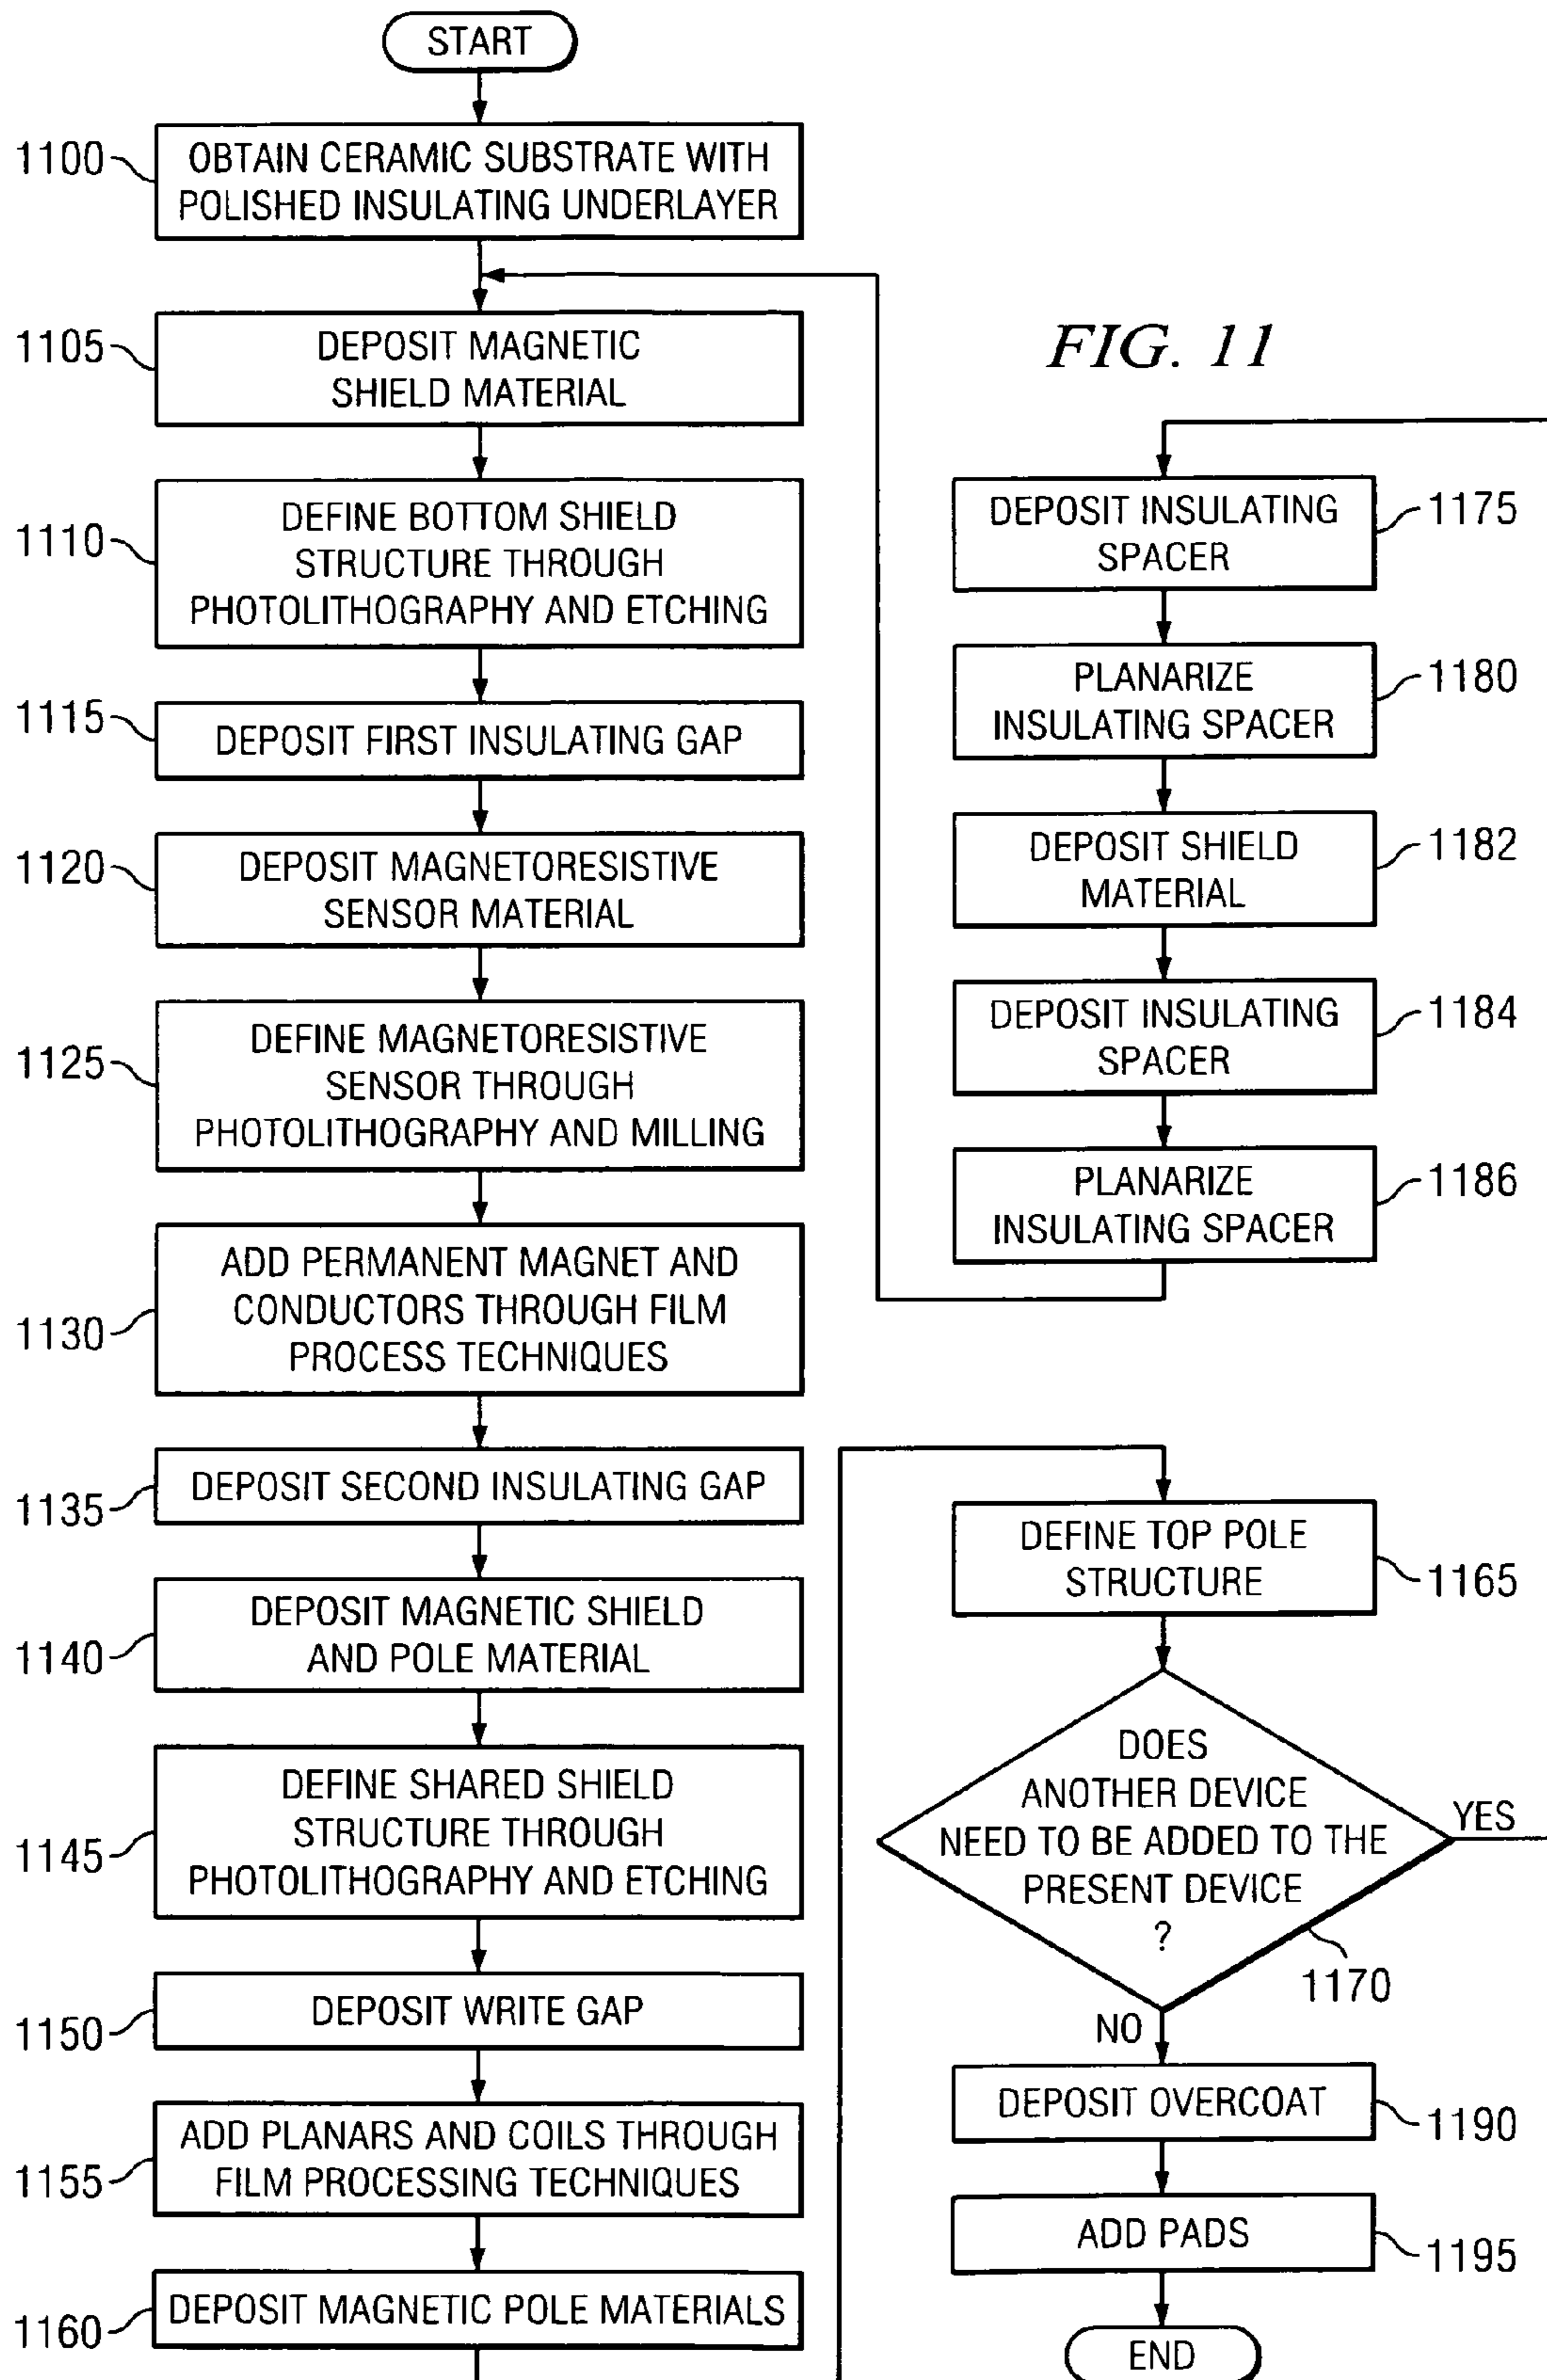 START
1100
OBTAIN CERAMIC SUBSTRATE WITH
POLISHED INSULATING UNDERLAYER
1105
DEPOSIT MAGNETIC
SHIELD MATERIAL
1110
DEFINE BOTTOM SHIELD
STRUCTURE THROUGH
PHOTOLITHOGRAPHY AND ETCHING
1115
DEPOSIT FIRST INSULATING GAP
1120
DEPOSIT MAGNETORESISTIVE
SENSOR MATERIAL
1125
DEFINE MAGNETORESISTIVE
SENSOR THROUGH
PHOTOLITHOGRAPHY AND MILLING
1130
ADD PERMANENT MAGNET AND
CONDUCTORS THROUGH FILM
PROCESS TECHNIQUES
1135
DEPOSIT SECOND INSULATING GAP
1140
DEPOSIT MAGNETIC SHIELD
AND POLE MATERIAL
1145
DEFINE SHARED SHIELD
STRUCTURE THROUGH
PHOTOLITHOGRAPHY AND ETCHING
1150
DEPOSIT WRITE GAP
1155
ADD PLANARS AND COILS THROUGH
FILM PROCESSING TECHNIQUES
1160
DEPOSIT MAGNETIC POLE MATERIALS
FIG. 11
DEPOSIT INSULATING
SPACER
1175
PLANARIZE
INSULATING SPACER
1180
DEPOSIT SHIELD
MATERIAL
1182
DEPOSIT INSULATING
SPACER
1184
PLANARIZE
INSULATING SPACER
1186
DEFINE TOP POLE
STRUCTURE
1165
DOES
ANOTHER DEVICE
NEED TO BE ADDED TO THE
PRESENT DEVICE
?
YES
1170
NO
DEPOSIT OVERCOAT
1190
ADD PADS
1195
END